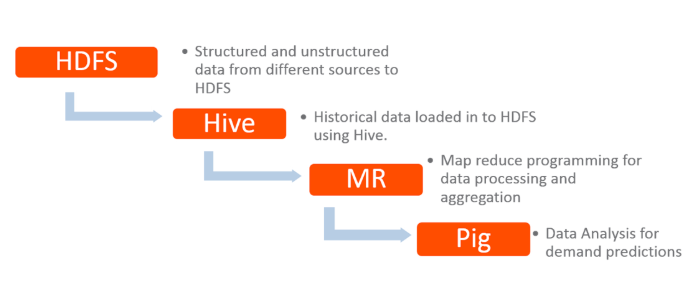 HDFS
• Structured and unstructured
data from different sources to
HDFS
Hive
• Historical data loaded in to HDFS
using Hive.
MR
• Map reduce programming for
data processing and
aggregation
Pig
• Data Analysis for
demand predictions